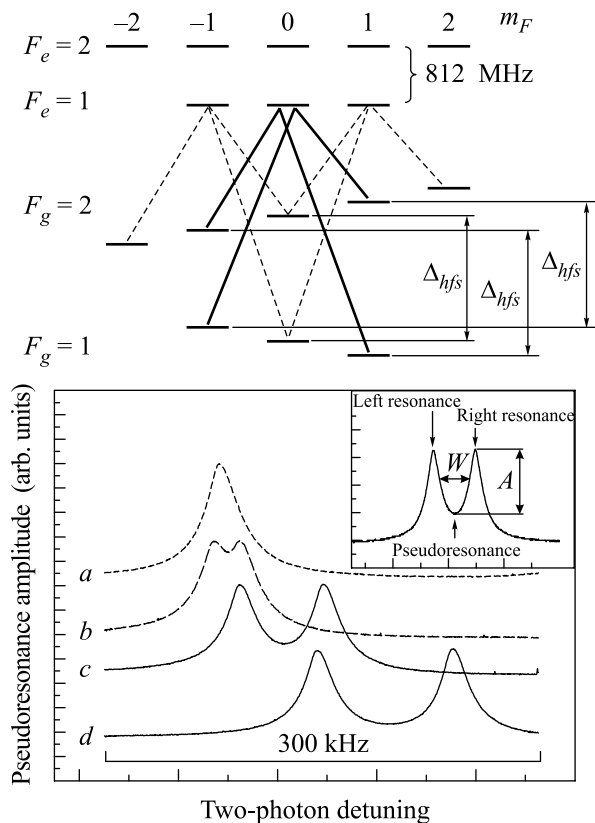 −2 −1 0 1 2 m_F
F_e = 2
812 MHz
F_e = 1
F_g = 2
Δ_hfs Δ_hfs Δ_hfs
F_g = 1
Pseudoresonance amplitude (arb. units)
Left resonance
Right resonance
W
A
Pseudoresonance
a
b
c
d
300 kHz
Two-photon detuning